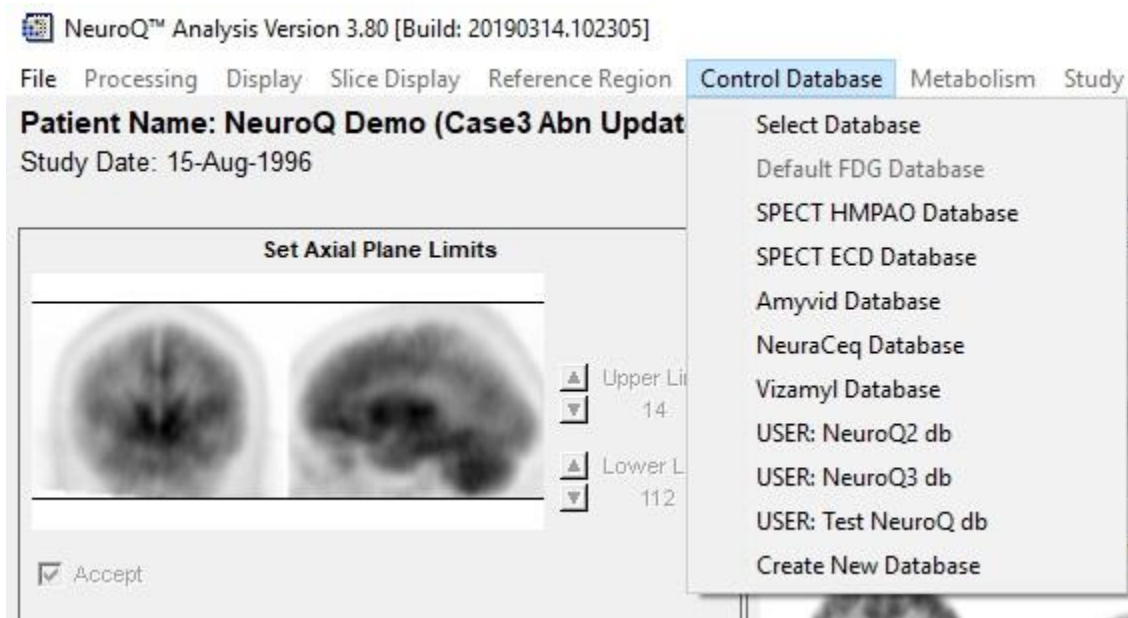 NeuroQ™ Analysis Version 3.80 [Build: 20190314.102305]
File Processing Display Slice Display Reference Region Control Database Metabolism Study
Patient Name: NeuroQ Demo (Case3 Abn Updat
Study Date: 15-Aug-1996
Set Axial Plane Limits
Upper Li
14
Lower L
112
Accept
Select Database
Default FDG Database
SPECT HMPAO Database
SPECT ECD Database
Amyvid Database
NeuraCeq Database
Vizamyl Database
USER: NeuroQ2 db
USER: NeuroQ3 db
USER: Test NeuroQ db
Create New Database